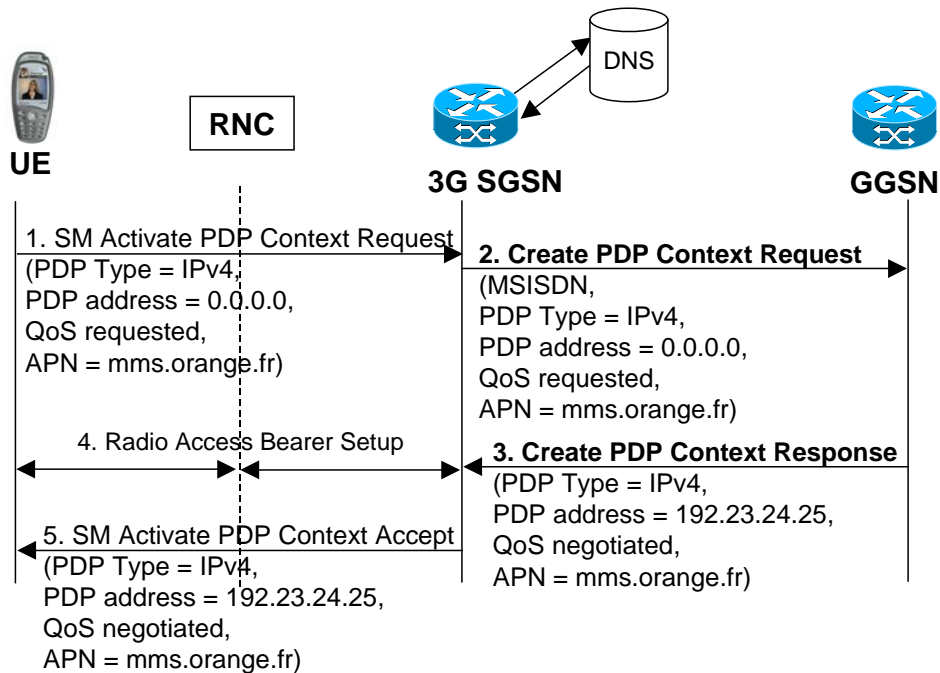 DNS
RNC
UE
3G SGSN
GGSN
1. SM Activate PDP Context Request
(PDP Type = IPv4,
PDP address = 0.0.0.0,
QoS requested,
APN = mms.orange.fr)
2. Create PDP Context Request
(MSISDN,
PDP Type = IPv4,
PDP address = 0.0.0.0,
QoS requested,
APN = mms.orange.fr)
4. Radio Access Bearer Setup
3. Create PDP Context Response
(PDP Type = IPv4,
PDP address = 192.23.24.25,
QoS negotiated,
APN = mms.orange.fr)
5. SM Activate PDP Context Accept
(PDP Type = IPv4,
PDP address = 192.23.24.25,
QoS negotiated,
APN = mms.orange.fr)